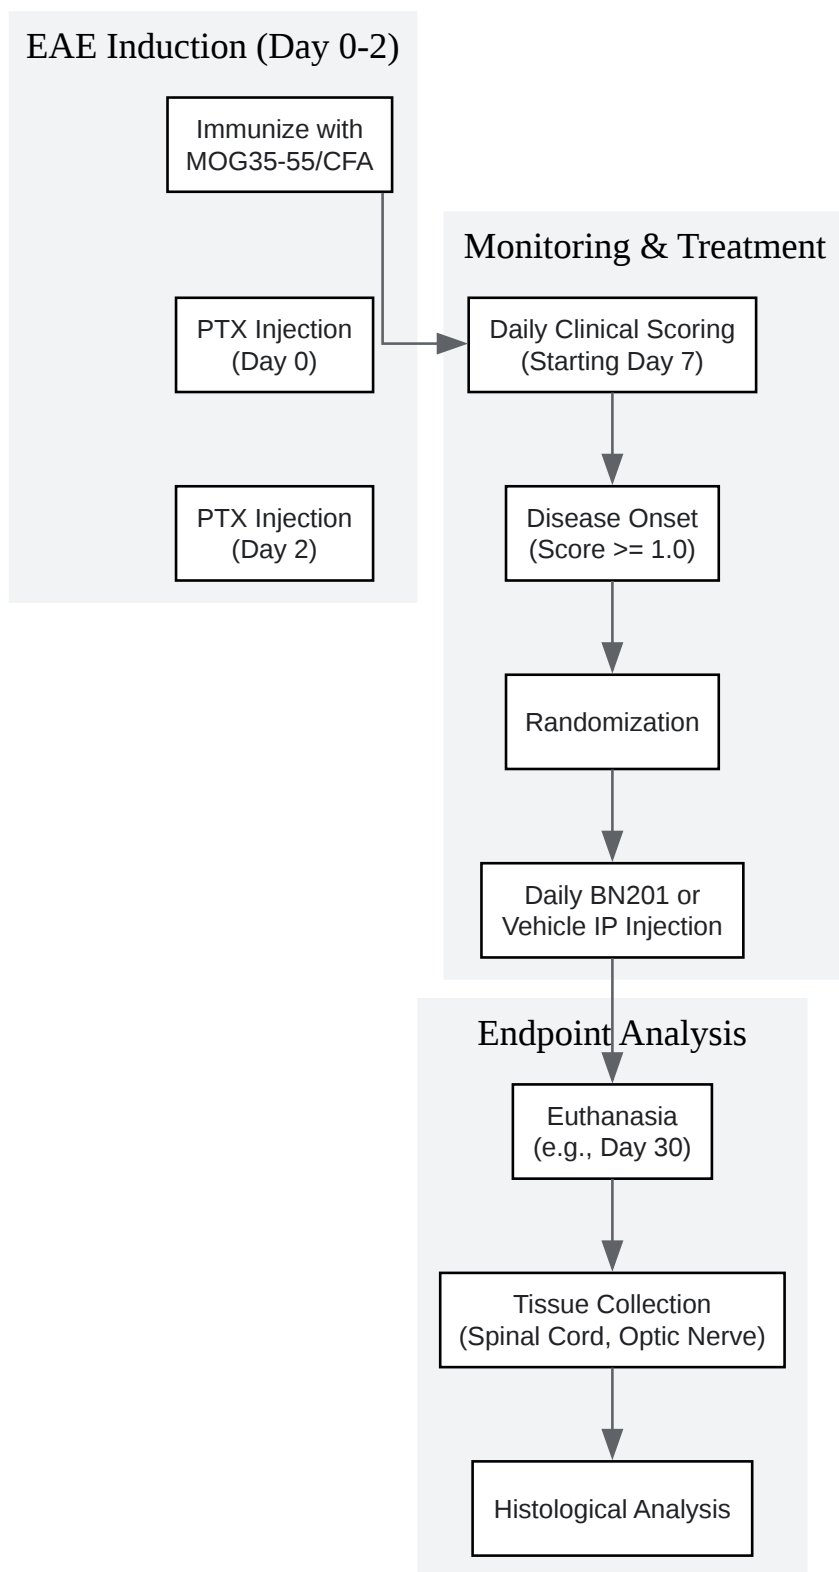 EAE Induction (Day 0-2)
Immunize with
MOG35-55/CFA
PTX Injection
(Day 0)
PTX Injection
(Day 2)
Monitoring & Treatment
Daily Clinical Scoring
(Starting Day 7)
Disease Onset
(Score >= 1.0)
Randomization
Daily BN201 or
Vehicle IP Injection
Endpoint Analysis
Euthanasia
(e.g., Day 30)
Tissue Collection
(Spinal Cord, Optic Nerve)
Histological Analysis